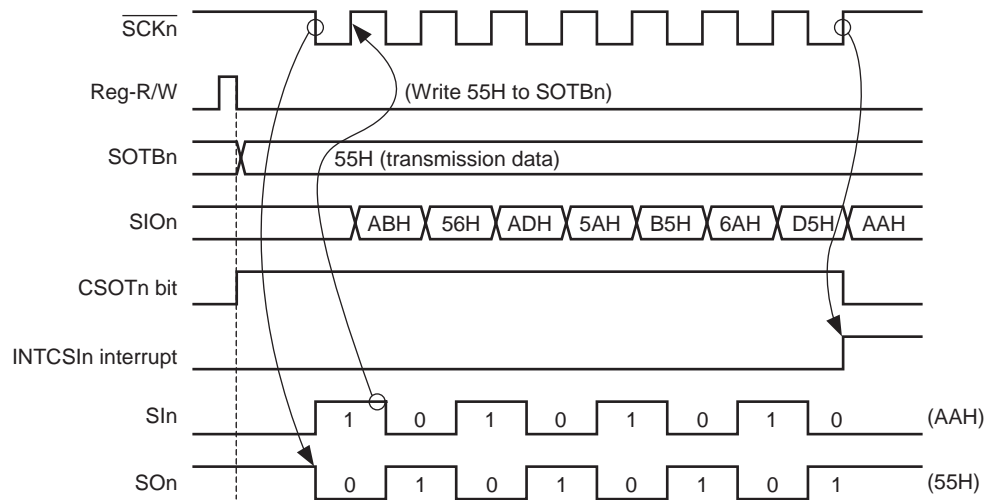 SCKn
Reg-R/W (Write 55H to SOTBn)
SOTBn 55H (transmission data)
SIOn ABH 56H ADH 5AH B5H 6AH D5H AAH
CSOTn bit
INTCSIn interrupt
SIn 1 0 1 0 1 0 1 0 (AAH)
SOn 0 1 0 1 0 1 0 1 (55H)